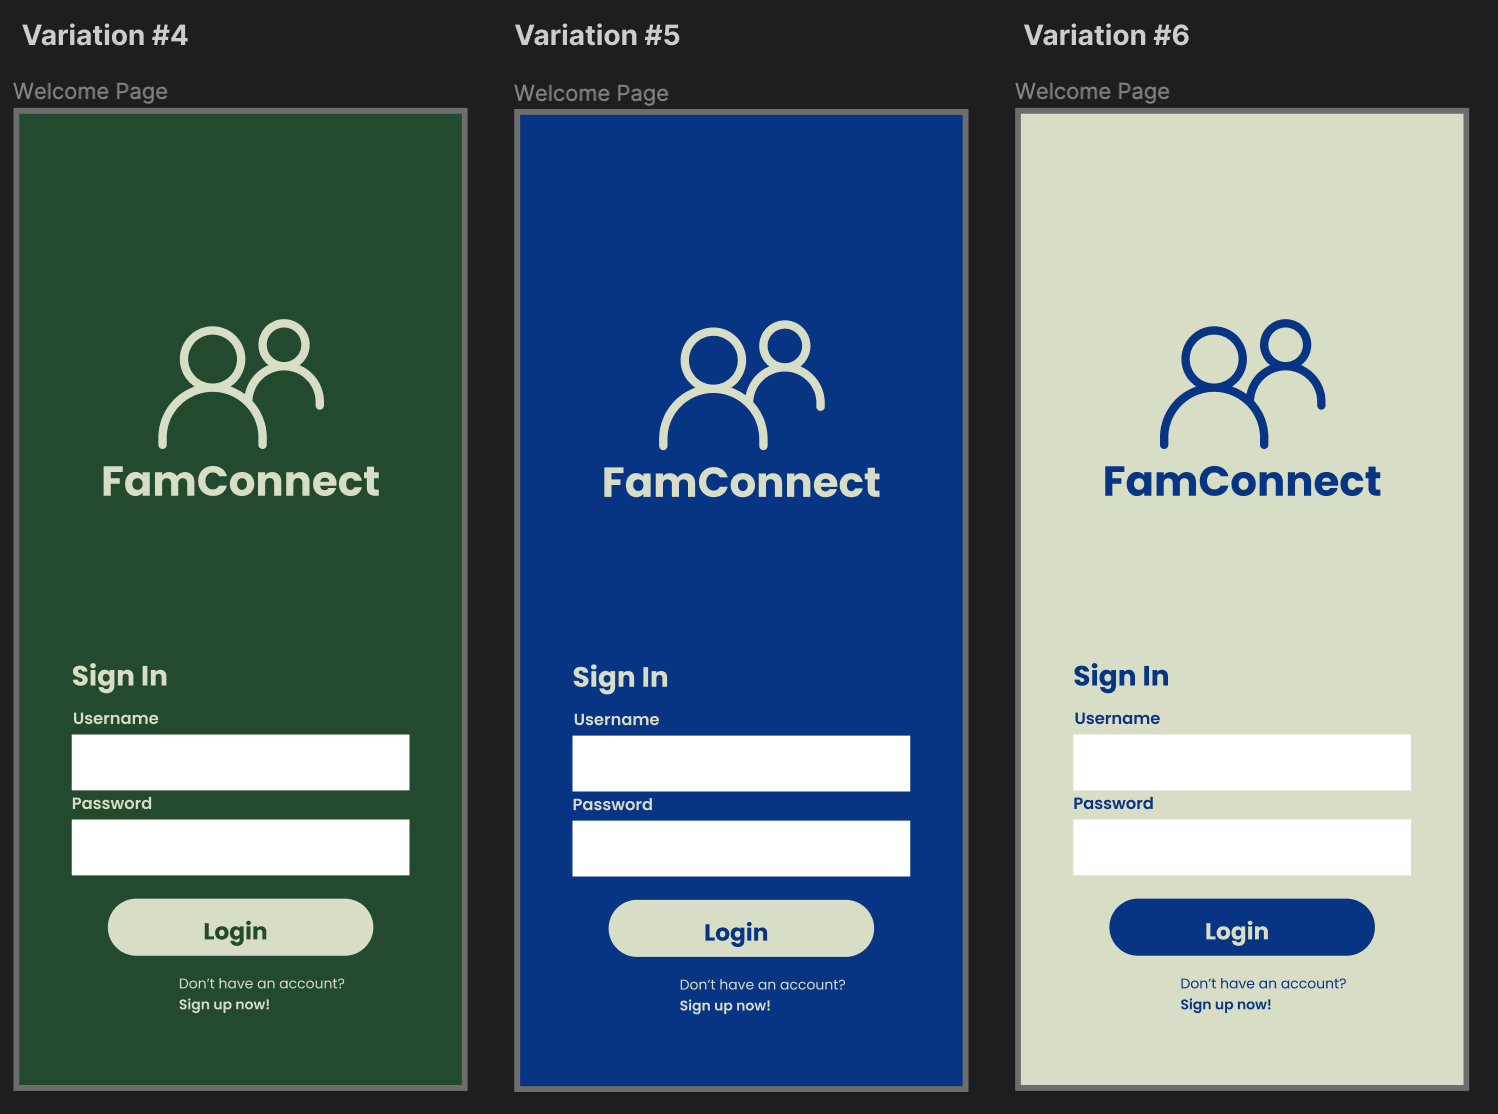 Variation #4
Welcome Page
FamConnect
Sign In
Username
Password
Login
Don't have an account?
Sign up now!
Variation #5
Welcome Page
FamConnect
Sign In
Username
Password
Login
Don't have an account?
Sign up now!
Variation #6
Welcome Page
FamConnect
Sign In
Username
Password
Login
Don't have an account?
Sign up now!